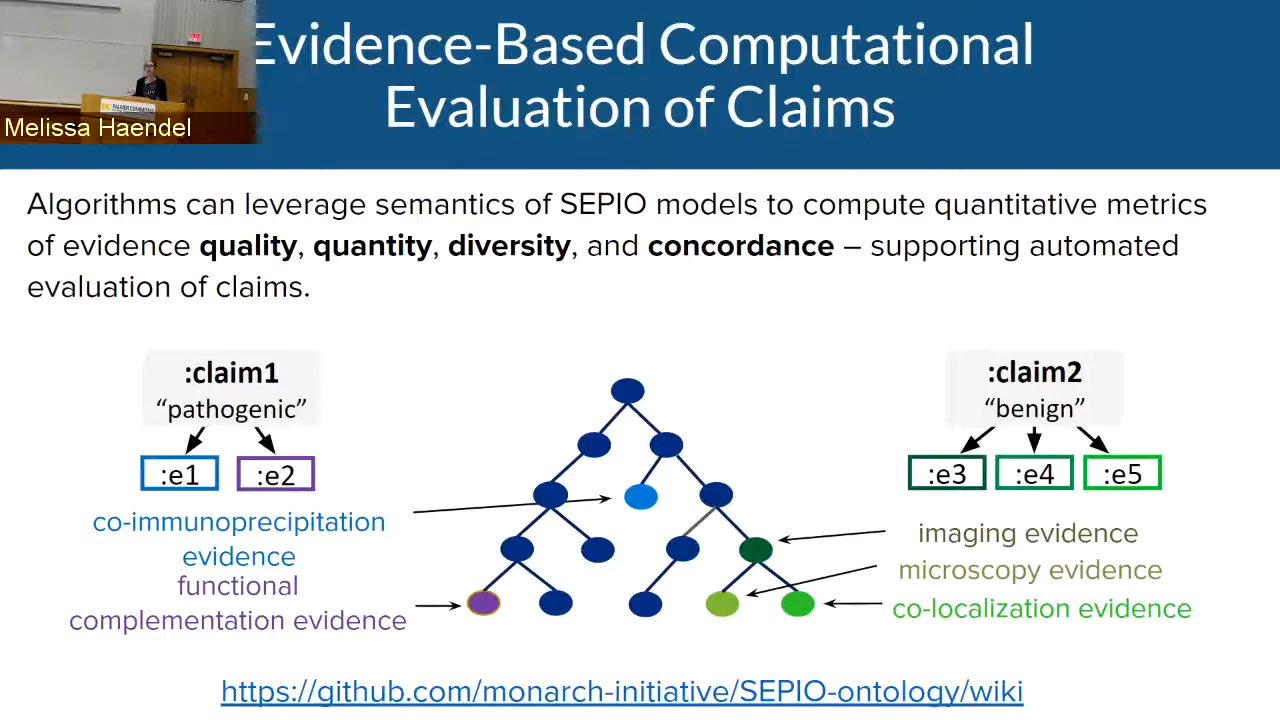 Evidence-Based Computational
Evaluation of Claims
PALMER COMMONS
Melissa Haendel
Algorithms can leverage semantics of SEPIO models to compute quantitative metrics
of evidence quality, quantity, diversity, and concordance – supporting automated
evaluation of claims.
:claim1
“pathogenic”
:e1
:e2
co-immunoprecipitation
evidence
functional
complementation evidence
:claim2
“benign”
:e3
:e4
:e5
imaging evidence
microscopy evidence
co-localization evidence
https://github.com/monarch-initiative/SEPIO-ontology/wiki